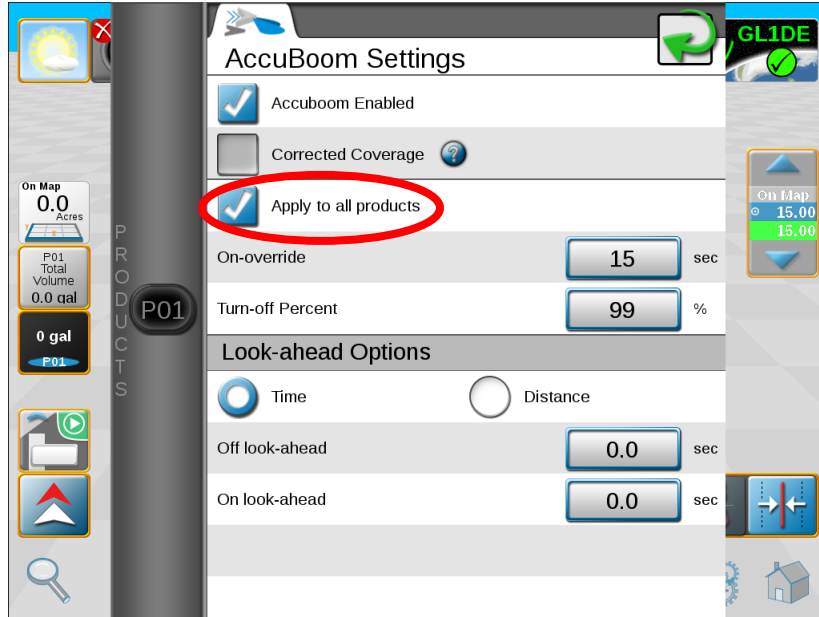 AccuBoom Settings
GL1DE
Accuboom Enabled
Corrected Coverage ?
Apply to all products
On-override 15 sec
Turn-off Percent 99 %
Look-ahead Options
Time Distance
Off look-ahead 0.0 sec
On look-ahead 0.0 sec
On Map
0.0
Acres
P01
Total
Volume
0.0 gal
0 gal
P01
PRODUCTS
P01
On Map
15.00
15.00